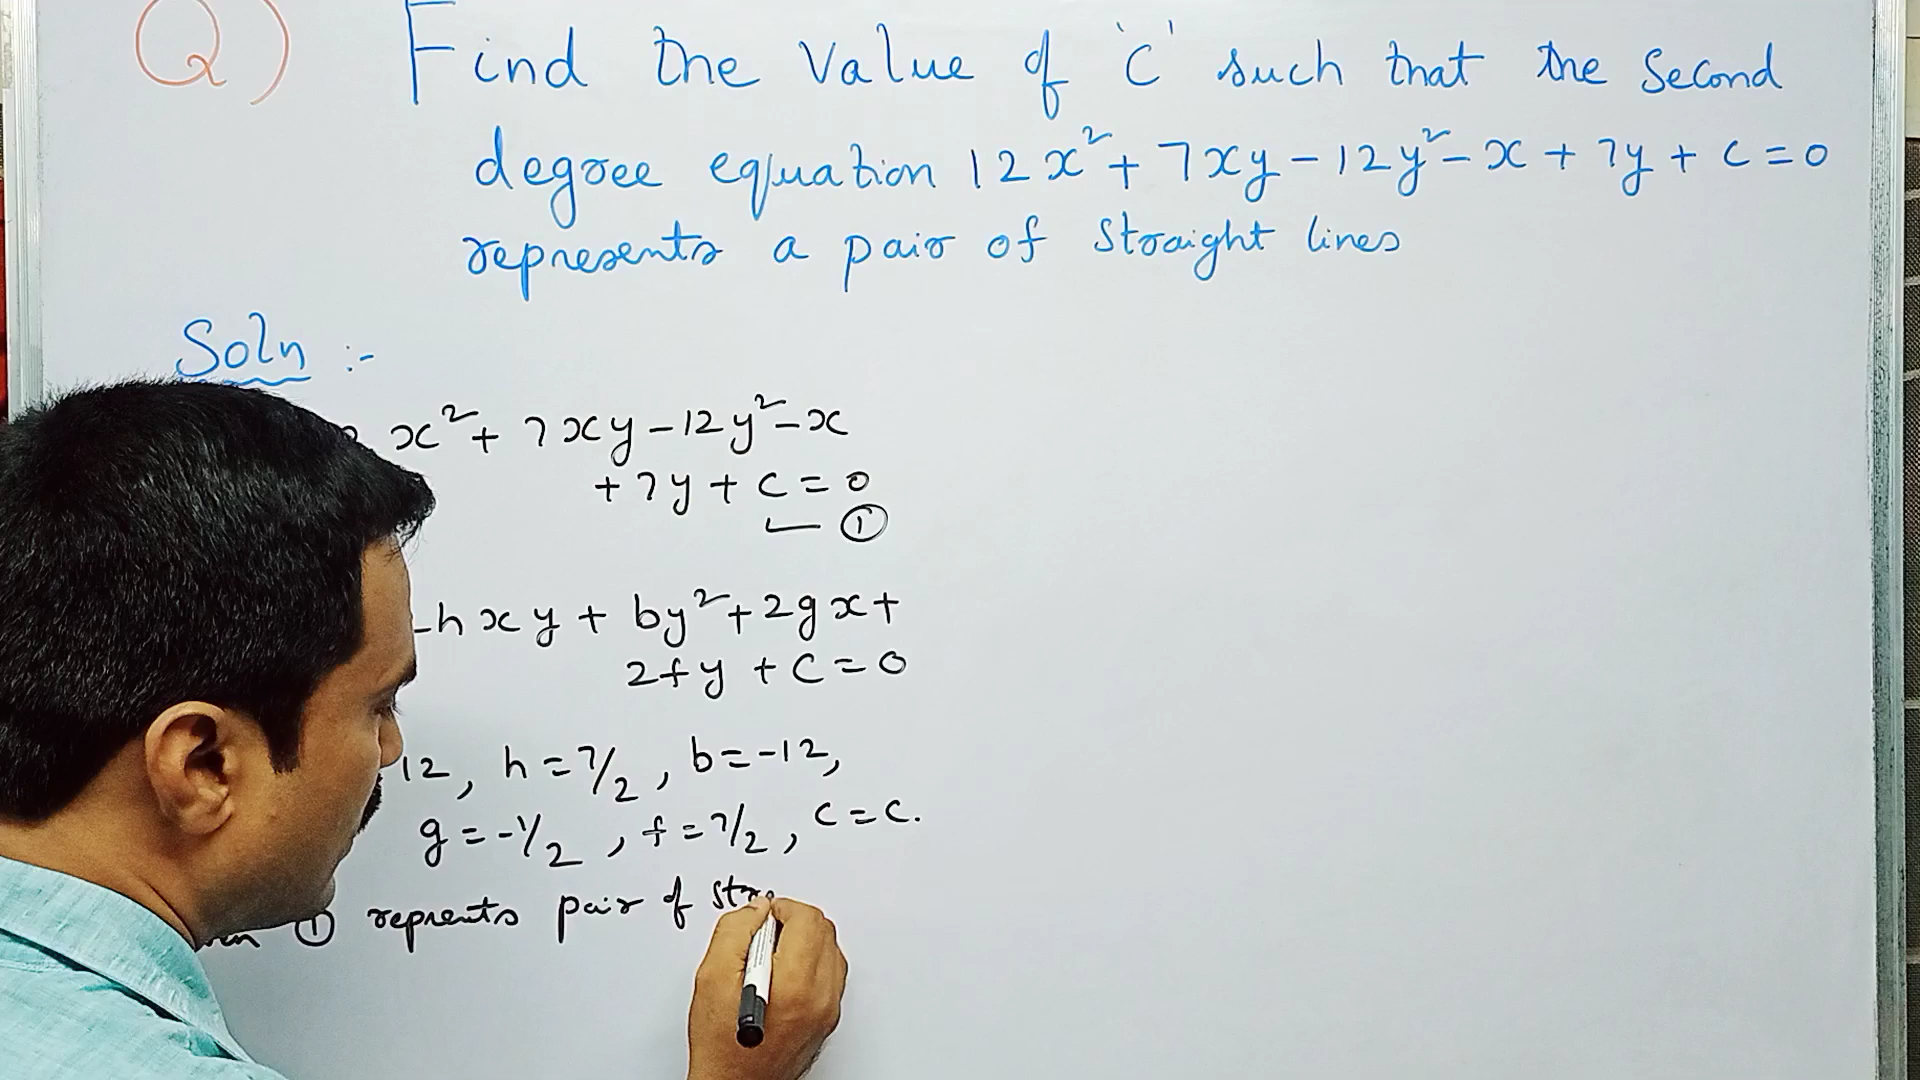 Q) Find the value of 'c' such that the second
degree equation 12x² + 7xy - 12y² - x + 7y + c = 0
represents a pair of straight lines
Soln :-
x² + 7xy - 12y² - x
+ 7y + c = 0
— ①
hxy + by² + 2gx +
2fy + c = 0
12, h = 7/2, b = -12,
g = -1/2, f = 7/2, c = c.
① reprents pair of str